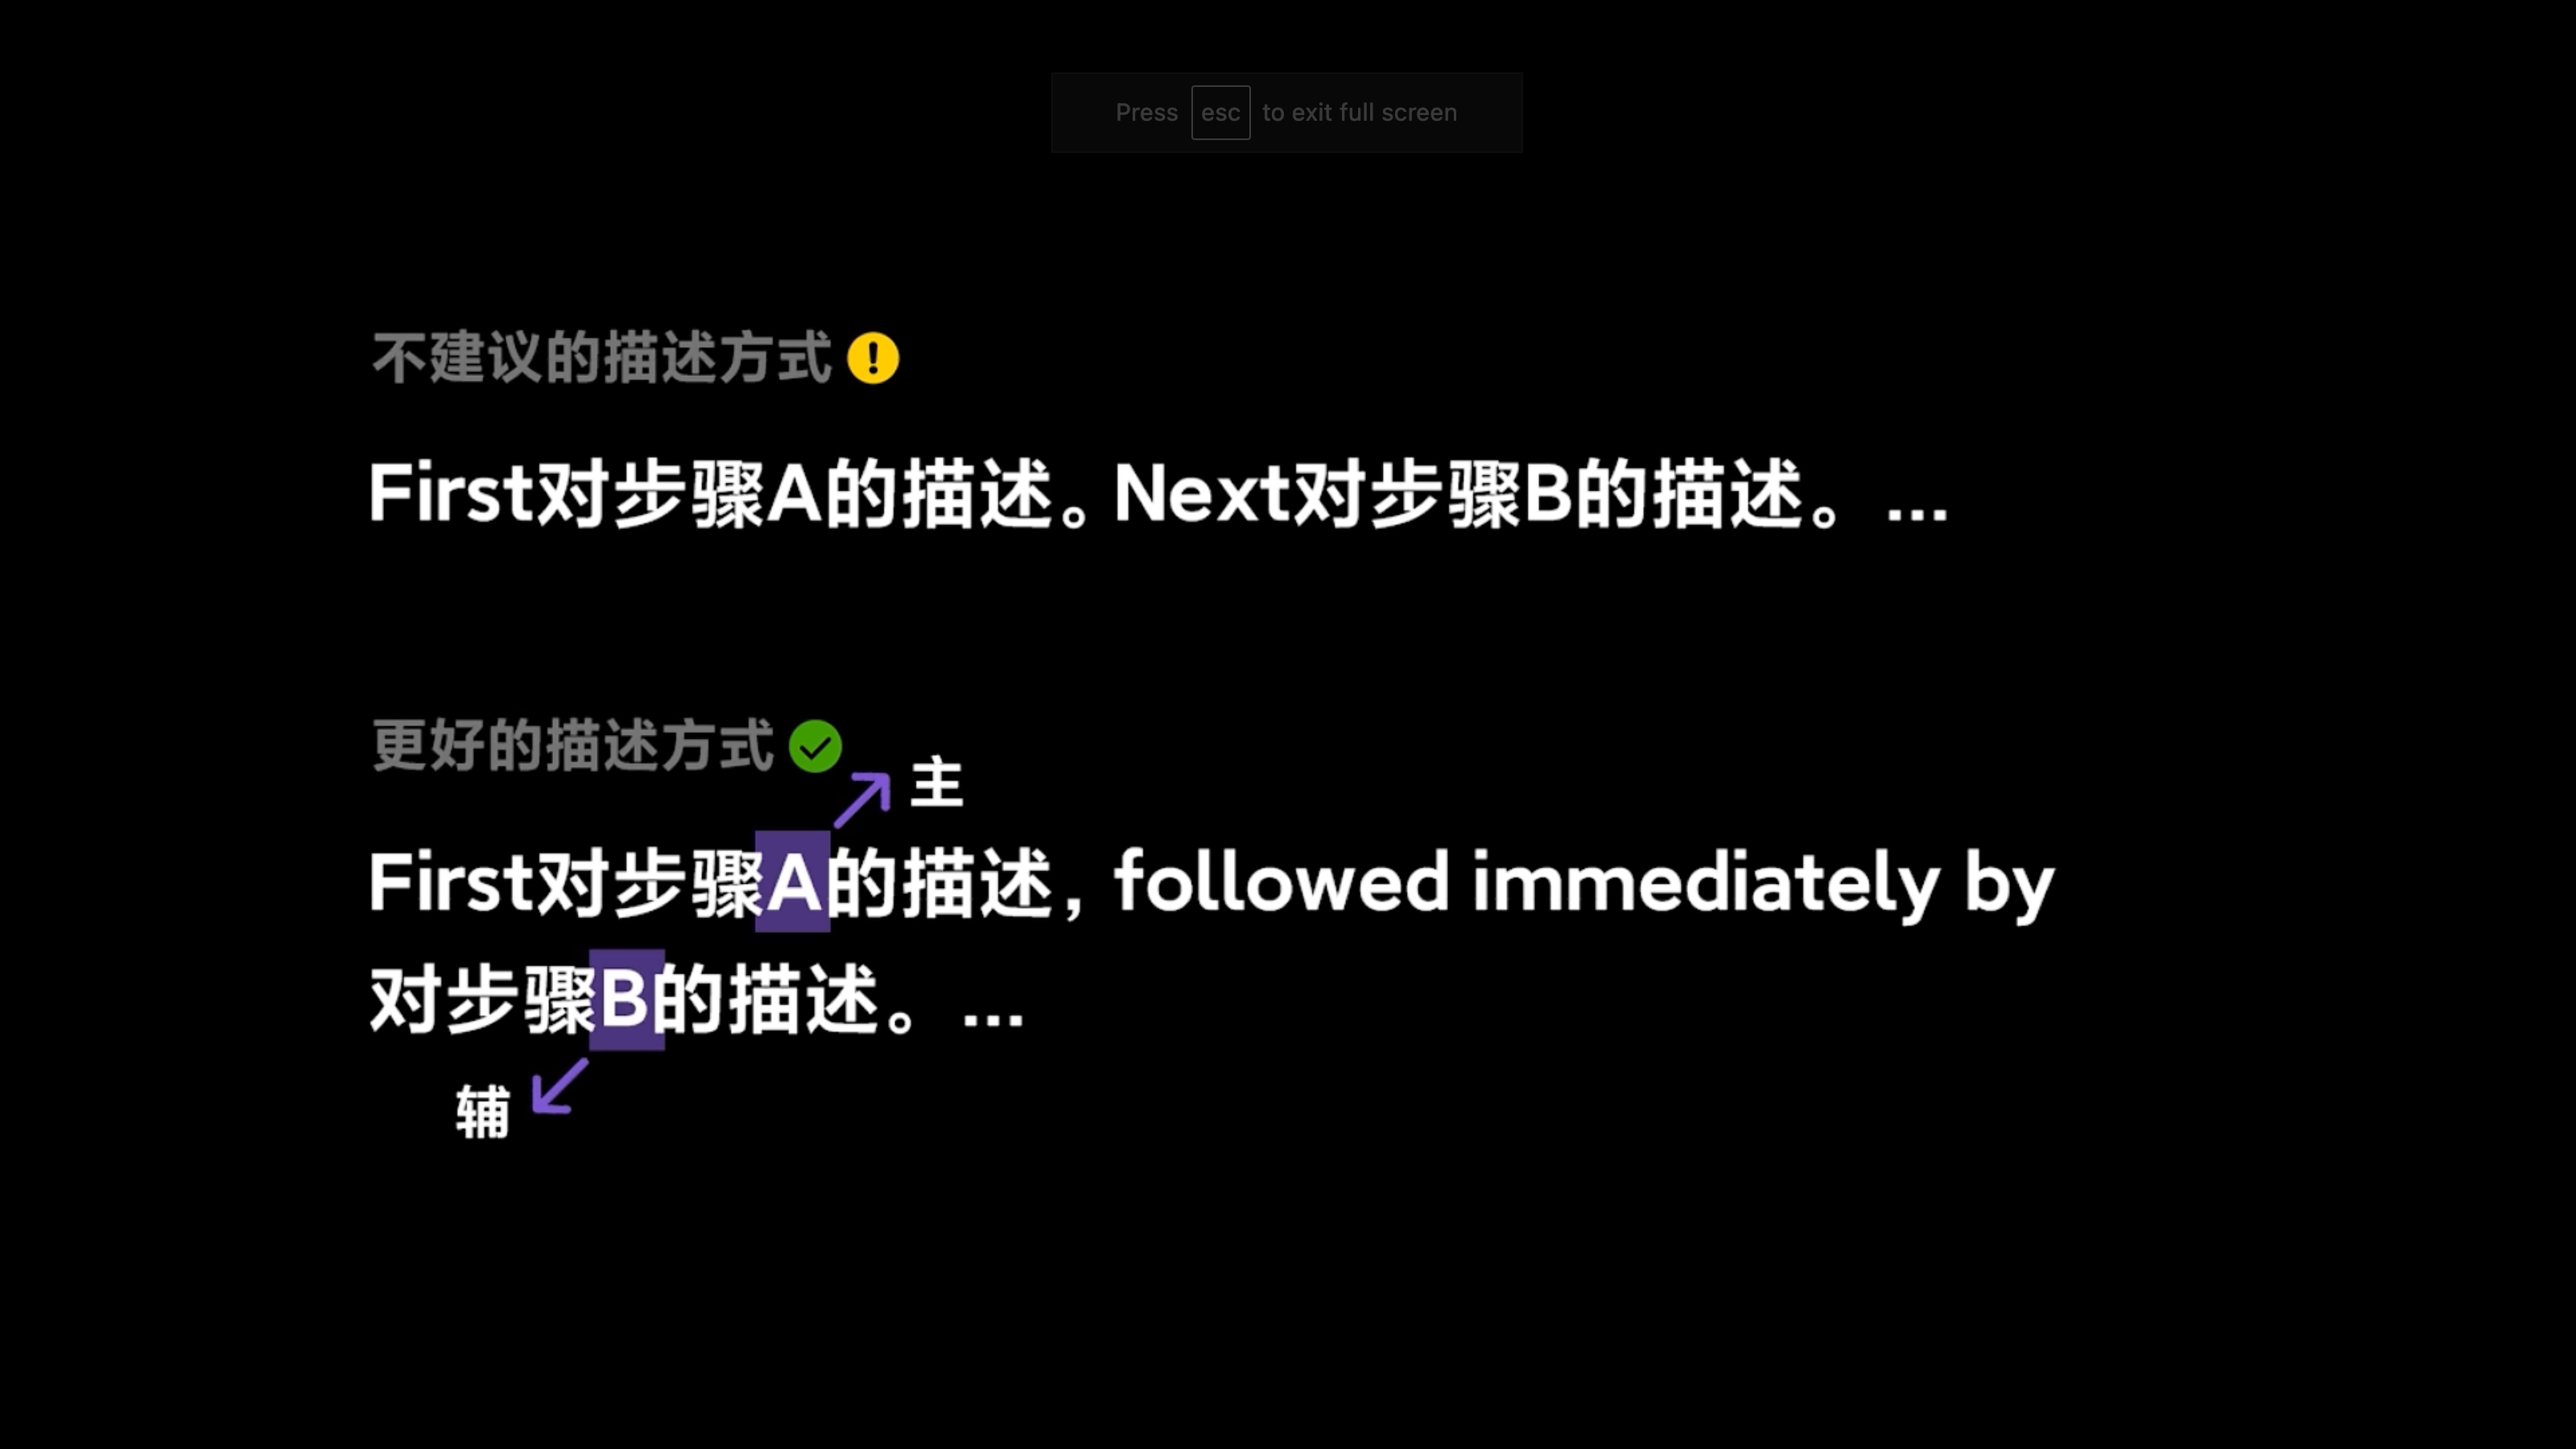 Press esc to exit full screen
不建议的描述方式
First对步骤A的描述。Next对步骤B的描述。...
更好的描述方式
主
First对步骤A的描述，followed immediately by
对步骤B的描述。...
辅